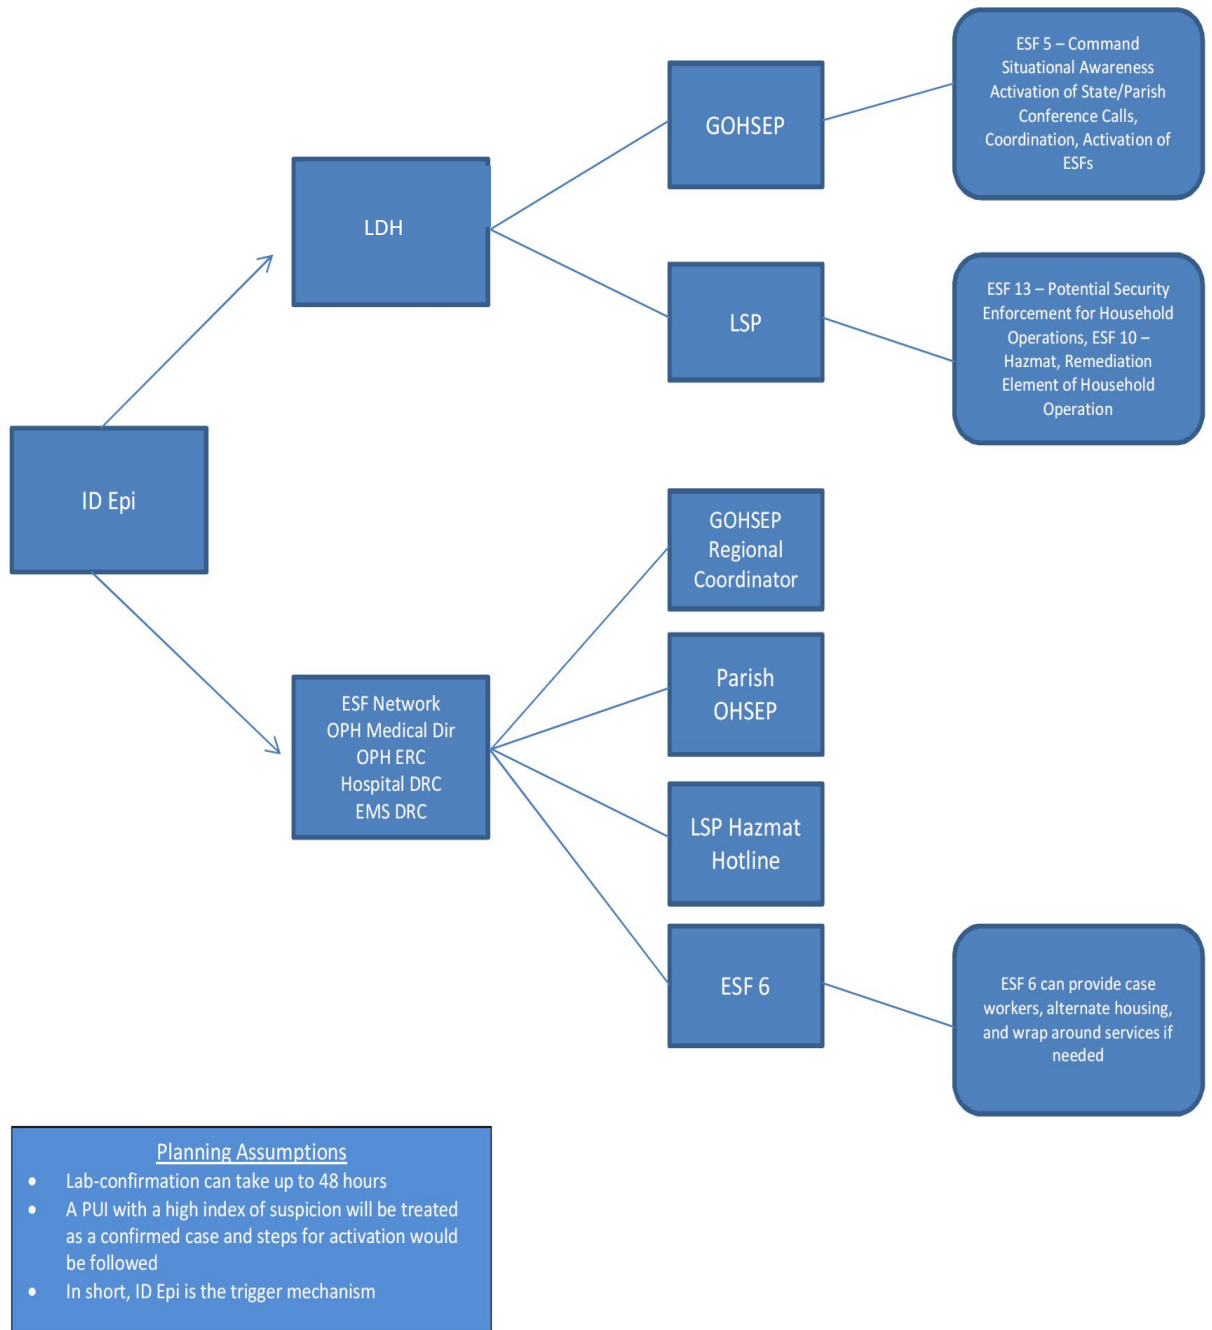 ESF 5 – Command
Situational Awareness
Activation of State/Parish
Conference Calls,
Coordination, Activation of
ESFs
GOHSEP
LDH
LSP
ESF 13 – Potential Security
Enforcement for Household
Operations, ESF 10 –
Hazmat, Remediation
Element of Household
Operation
ID Epi
GOHSEP
Regional
Coordinator
Parish
OHSEP
ESF Network
OPH Medical Dir
OPH ERC
Hospital DRC
EMS DRC
LSP Hazmat
Hotline
ESF 6
ESF 6 can provide case
workers, alternate housing,
and wrap around services if
needed
Planning Assumptions
• Lab-confirmation can take up to 48 hours
• A PUI with a high index of suspicion will be treated
as a confirmed case and steps for activation would
be followed
• In short, ID Epi is the trigger mechanism